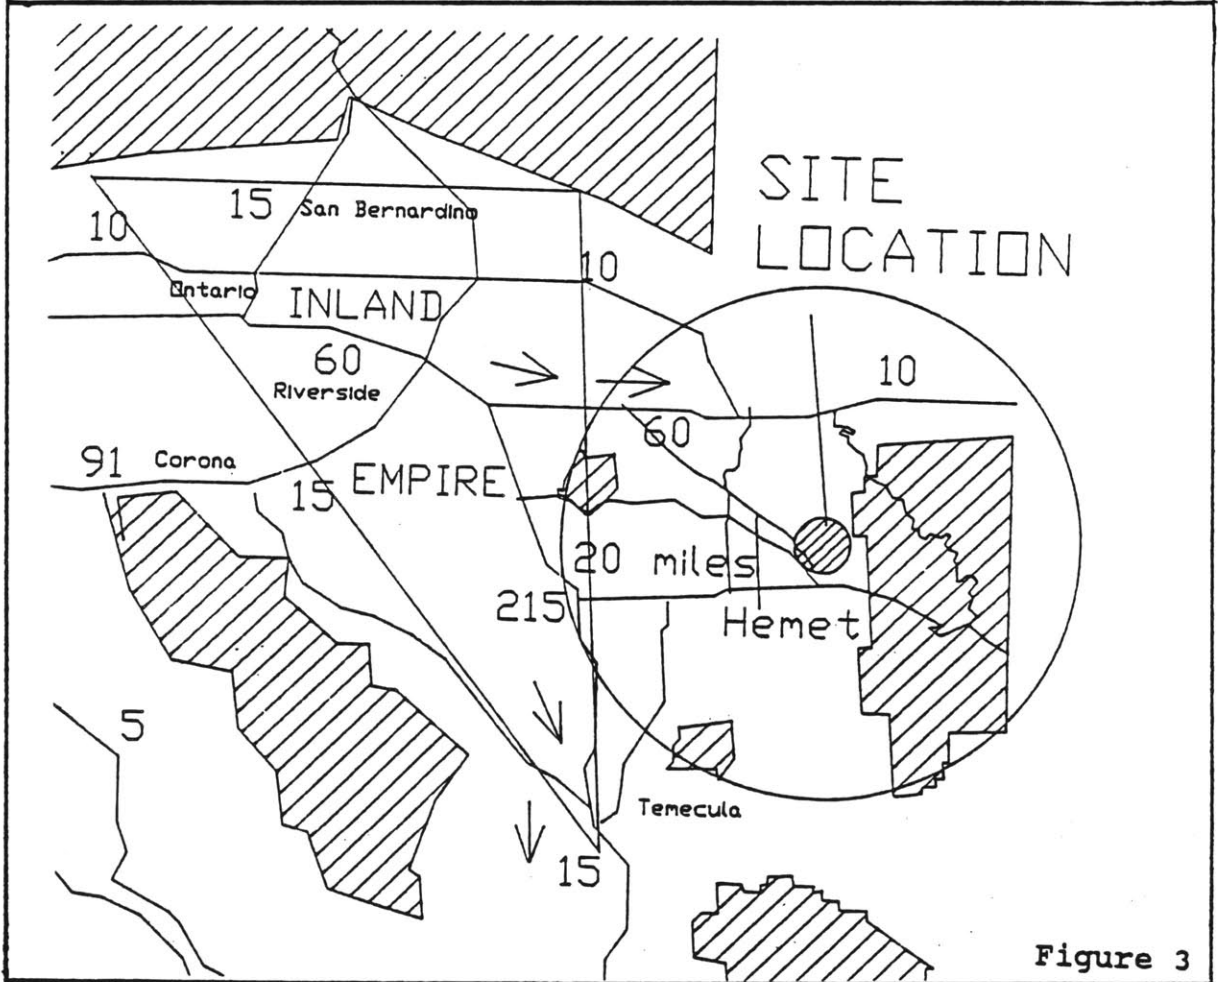 SITE
LOCATION
15
San Bernardino
10
10
Ontario
INLAND
60
Riverside
10
60
91
Corona
15
EMPIRE
20 miles
215
Hemet
5
Temecula
15
Figure 3